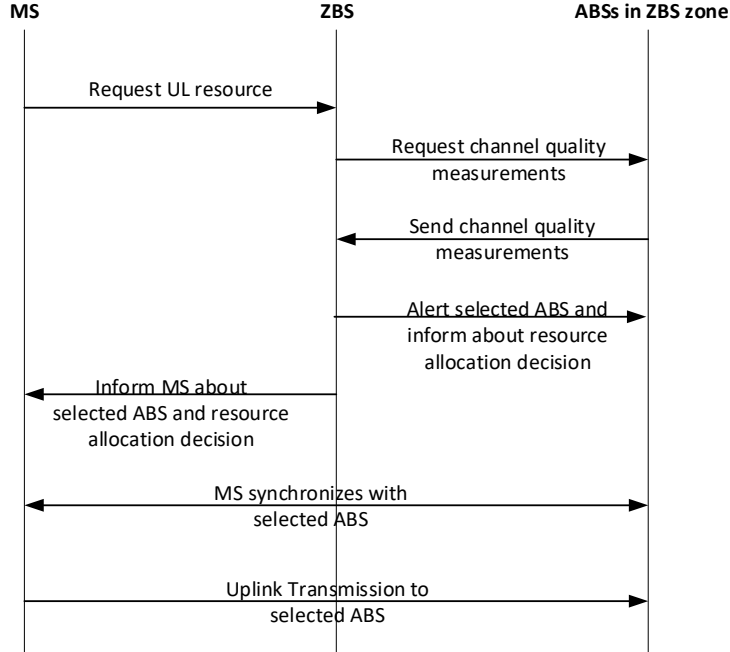 MS
ZBS
ABSs in ZBS zone
Request UL resource
Request channel quality
measurements
Send channel quality
measurements
Alert selected ABS and
inform about resource
allocation decision
Inform MS about
selected ABS and resource
allocation decision
MS synchronizes with
selected ABS
Uplink Transmission to
selected ABS